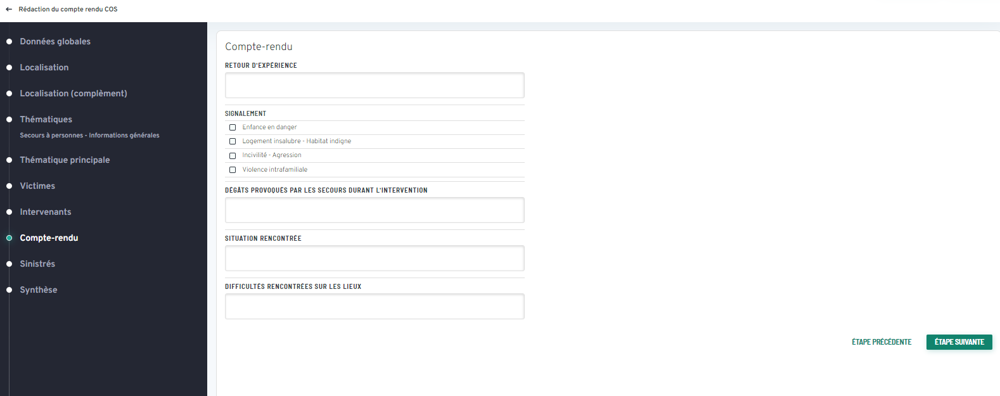 Rédaction du compte rendu COS
Données globales
Localisation
Localisation (complèment)
Thématiques
Secours à personnes - Informations générales
Thématique principale
Victimes
Intervenants
Compte-rendu
Sinistrés
Synthèse
Compte-rendu
RETOUR D'EXPÉRIENCE
SIGNALEMENT
Enfance en danger
Logement insalubre - Habitat indigne
Incivilité - Agression
Violence intrafamiliale
DÉGÂTS PROVOQUÉS PAR LES SECOURS DURANT L'INTERVENTION
SITUATION RENCONTRÉE
DIFFICULTÉS RENCONTRÉES SUR LES LIEUX
ÉTAPE PRÉCÉDENTE
ÉTAPE SUIVANTE